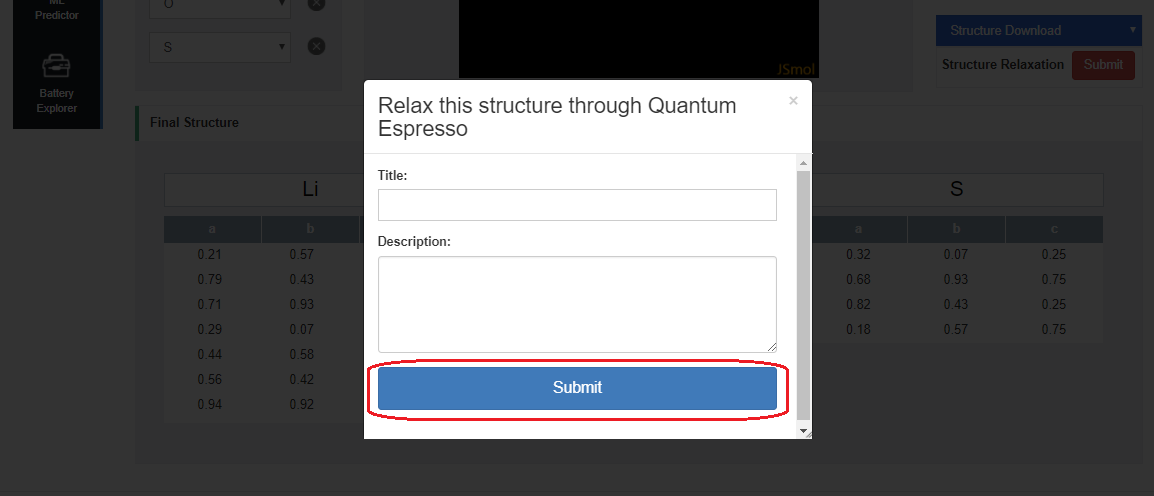 ML
Predictor
Battery
Explorer
O
S
JSmol
Structure Download
Structure Relaxation Submit
Final Structure
Relax this structure through Quantum
Espresso
×
Title:
Description:
Submit
Li
a b
0.21 0.57
0.79 0.43
0.71 0.93
0.29 0.07
0.44 0.58
0.56 0.42
0.94 0.92
S
a b c
0.32 0.07 0.25
0.68 0.93 0.75
0.82 0.43 0.25
0.18 0.57 0.75